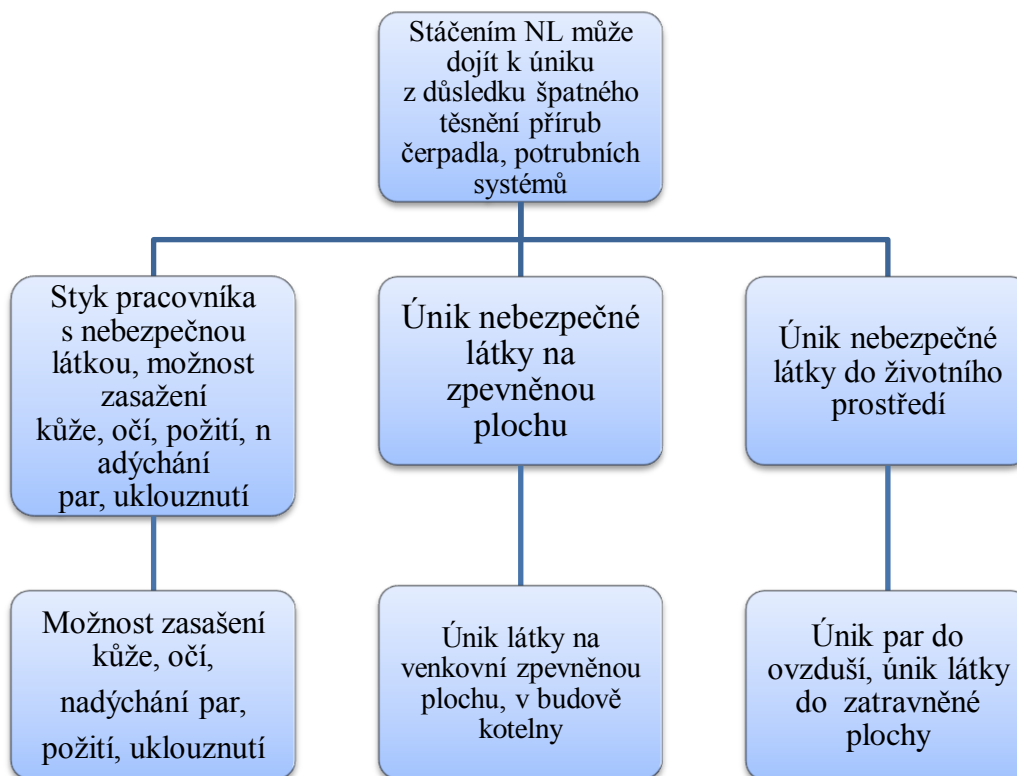 Stáčením NL může
dojít k úniku
z důsledku špatného
těsnění přírub
čerpadla, potrubních
systémů
Styk pracovníka
s nebezpečnou
látkou, možnost
zasažení
kůže, očí, požití, n
adýchání
par, uklouznutí
Únik nebezpečné
látky na
zpevněnou
plochu
Únik nebezpečné
látky do životního
prostředí
Možnost zasašení
kůže, očí,
nadýchání par,
požití, uklouznutí
Únik látky na
venkovní zpevněnou
plochu, v budově
kotelny
Únik par do
ovzduší, únik látky
do zatravněné
plochy